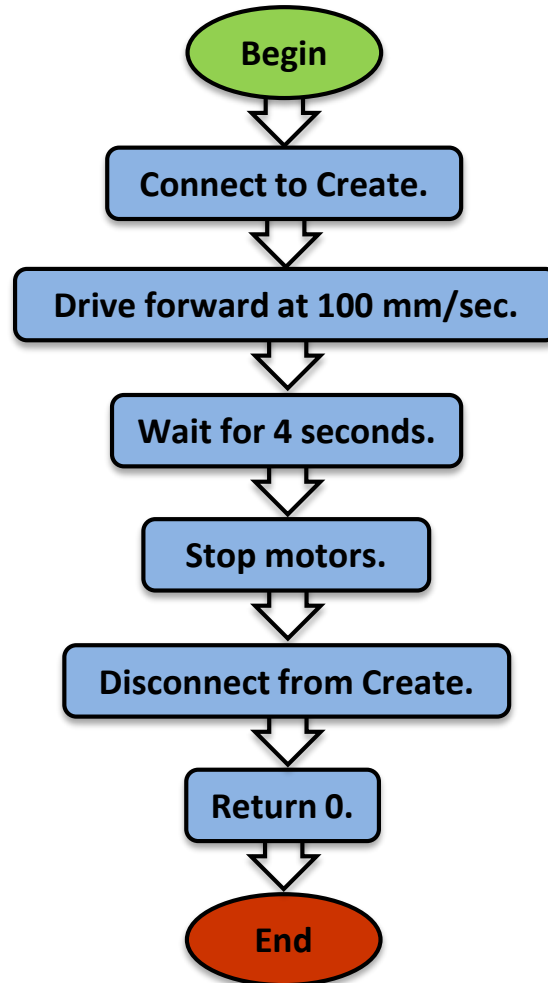 Begin
Connect to Create.
Drive forward at 100 mm/sec.
Wait for 4 seconds.
Stop motors.
Disconnect from Create.
Return 0.
End